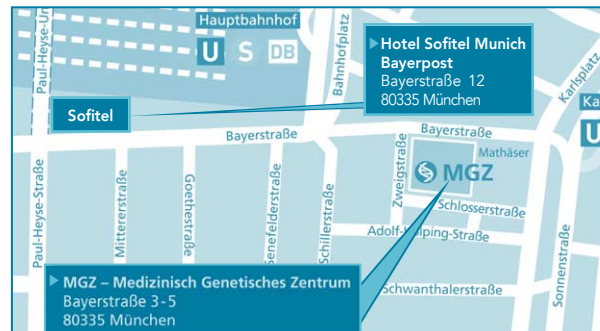 Hauptbahnhof
U S DB
Paul-Heyse-Un
Bahnhofplatz
Hotel Sofitel Munich
Bayerpost
Bayerstraße 12
80335 München
Karlsplatz
Ka
U
Sofitel
Bayerstraße
Bayerstraße
Mathäser
MGZ
Zweigstraße
Schlosserstraße
Paul-Heyse-Straße
Mittererstraße
Goethestraße
Senefelderstraße
Schillerstraße
Adolf-Kolping-Straße
MGZ – Medizinisch Genetisches Zentrum
Bayerstraße 3-5
80335 München
Schwanthalerstraße
Sonnenstraße